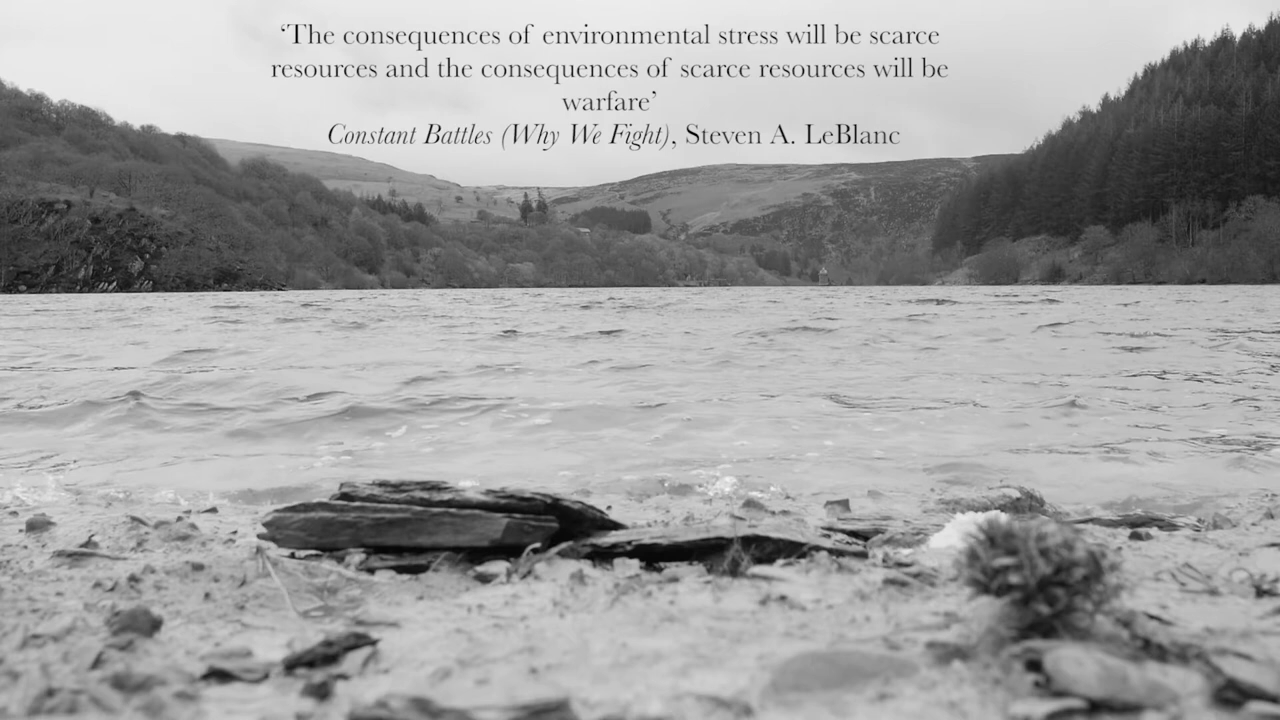 ‘The consequences of environmental stress will be scarce
resources and the consequences of scarce resources will be
warfare’
Constant Battles (Why We Fight), Steven A. LeBlanc